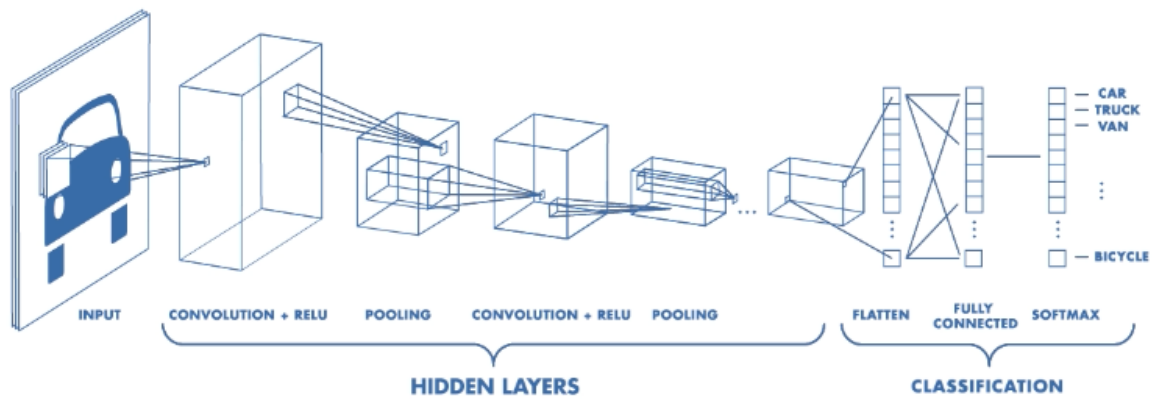 CAR
TRUCK
VAN
BICYCLE
INPUT
CONVOLUTION + RELU
POOLING
CONVOLUTION + RELU
POOLING
FLATTEN
FULLY
CONNECTED
SOFTMAX
HIDDEN LAYERS
CLASSIFICATION